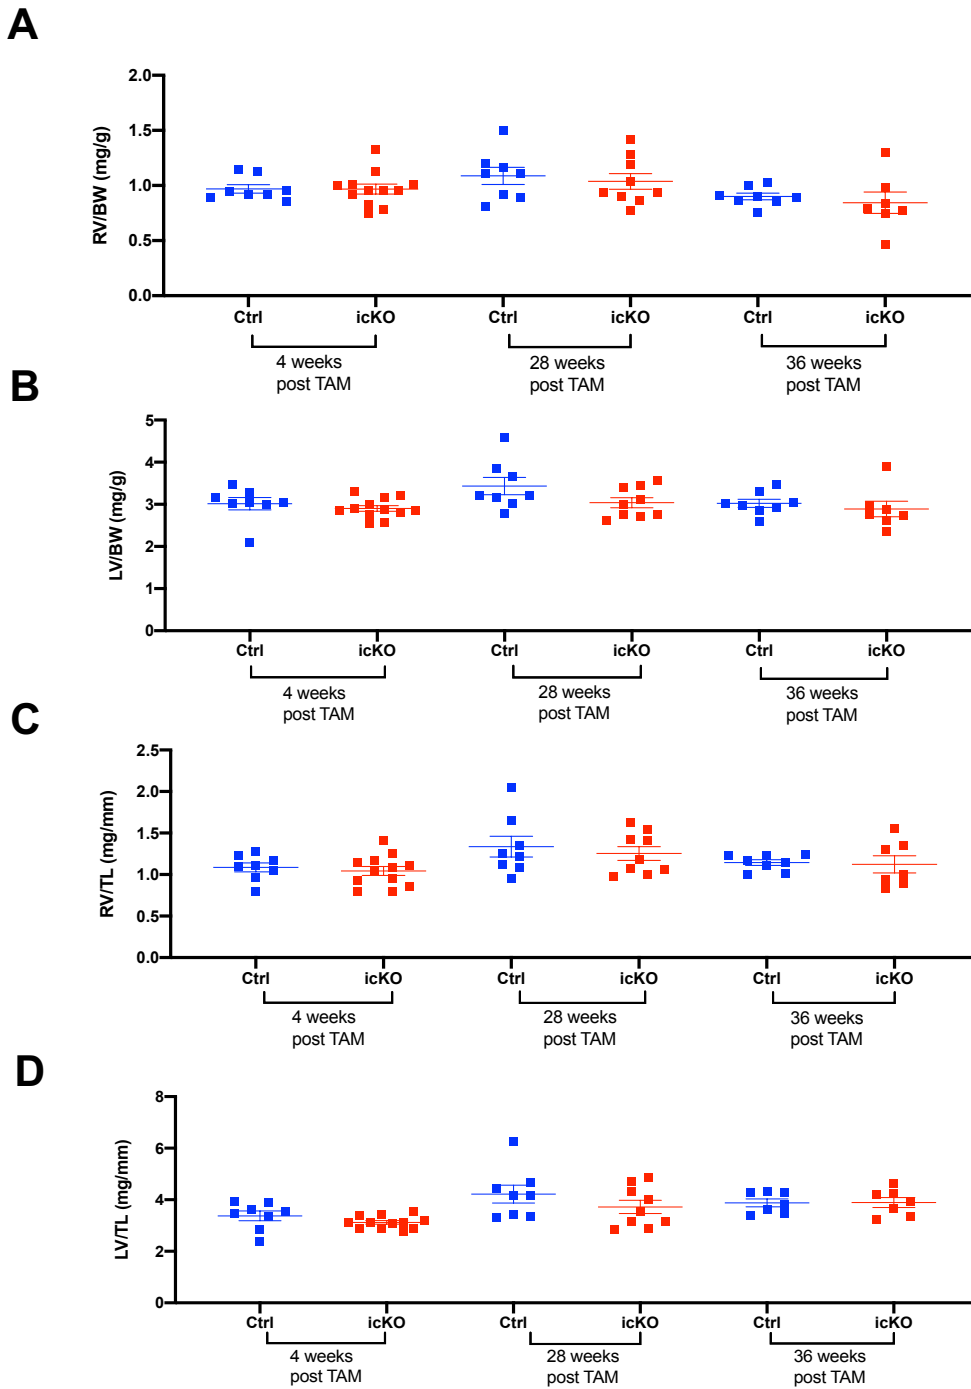 A
RV/BW (mg/g)
2.0
1.5
1.0
0.5
0.0
Ctrl icKO Ctrl icKO Ctrl icKO
4 weeks post TAM
28 weeks post TAM
36 weeks post TAM
B
LV/BW (mg/g)
5
4
3
2
1
0
Ctrl icKO Ctrl icKO Ctrl icKO
4 weeks post TAM
28 weeks post TAM
36 weeks post TAM
C
RV/TL (mg/mm)
2.5
2.0
1.5
1.0
0.5
0.0
Ctrl icKO Ctrl icKO Ctrl icKO
4 weeks post TAM
28 weeks post TAM
36 weeks post TAM
D
LV/TL (mg/mm)
8
6
4
2
0
Ctrl icKO Ctrl icKO Ctrl icKO
4 weeks post TAM
28 weeks post TAM
36 weeks post TAM